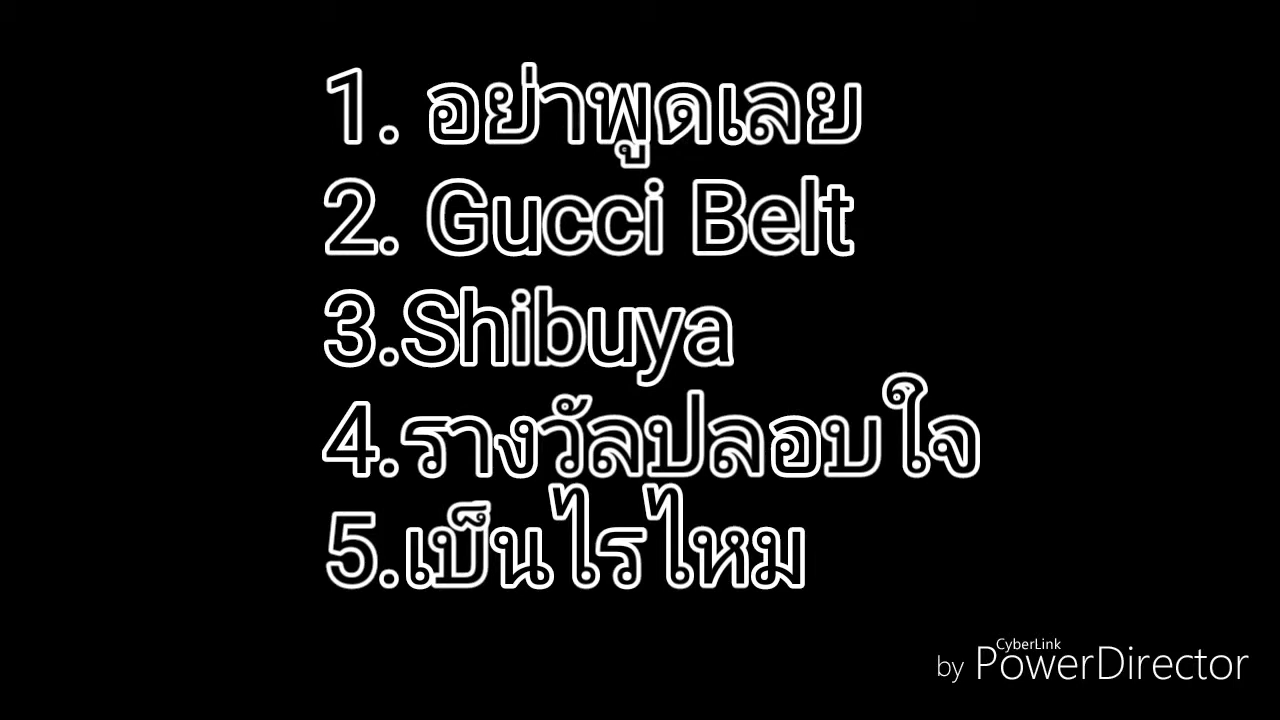 1. อย่าพูดเลย
2. Gucci Belt
3.Shibuya
4.รางวัลปลอบใจ
5.เป็นไรไหม
CyberLink
by PowerDirector